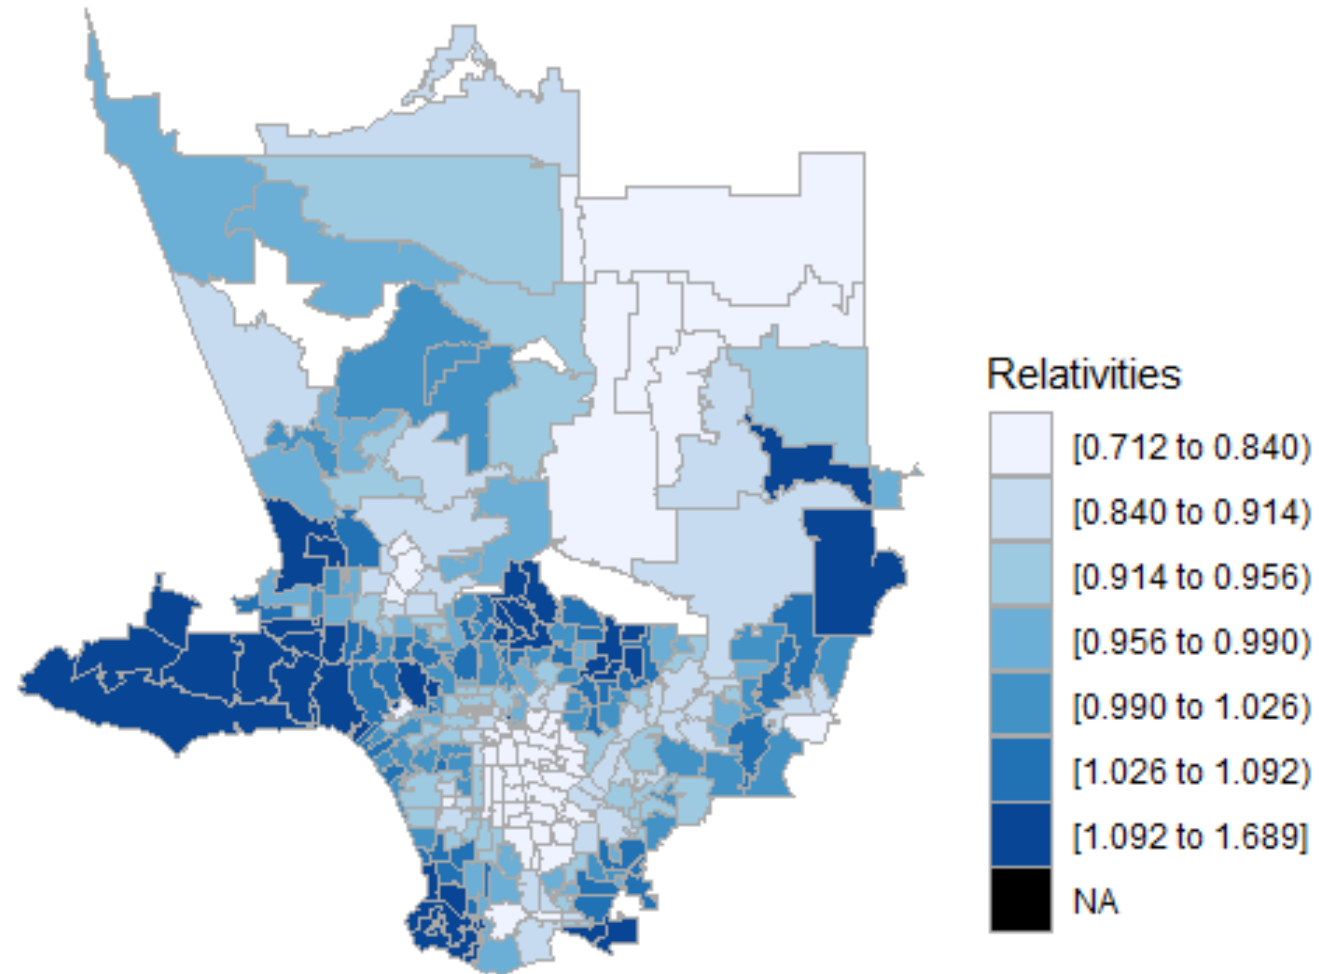 Relativities
[0.712 to 0.840)
[0.840 to 0.914)
[0.914 to 0.956)
[0.956 to 0.990)
[0.990 to 1.026)
[1.026 to 1.092)
[1.092 to 1.689]
NA